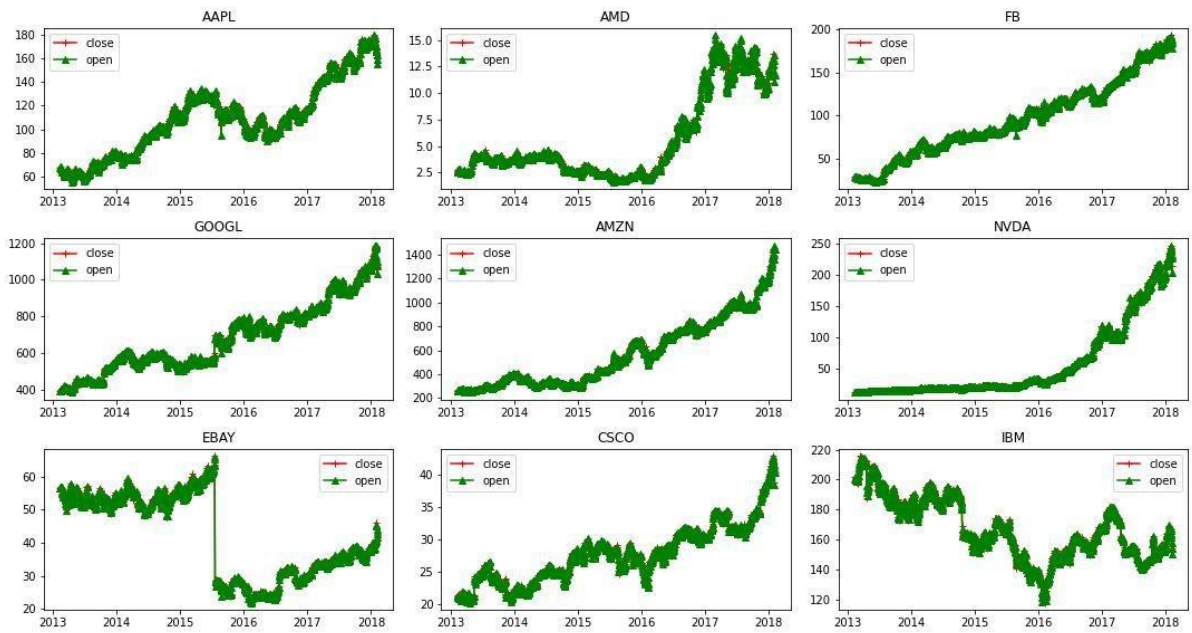 AAPL
180
160
140
120
100
80
60
close
open
2013 2014 2015 2016 2017 2018
AMD
15.0
12.5
10.0
7.5
5.0
2.5
close
open
2013 2014 2015 2016 2017 2018
FB
200
150
100
50
close
open
2013 2014 2015 2016 2017 2018
GOOGL
1200
1000
800
600
400
close
open
2013 2014 2015 2016 2017 2018
AMZN
1400
1200
1000
800
600
400
200
close
open
2013 2014 2015 2016 2017 2018
NVDA
250
200
150
100
50
close
open
2013 2014 2015 2016 2017 2018
EBAY
60
50
40
30
20
close
open
2013 2014 2015 2016 2017 2018
CSCO
40
35
30
25
20
close
open
2013 2014 2015 2016 2017 2018
IBM
220
200
180
160
140
120
close
open
2013 2014 2015 2016 2017 2018